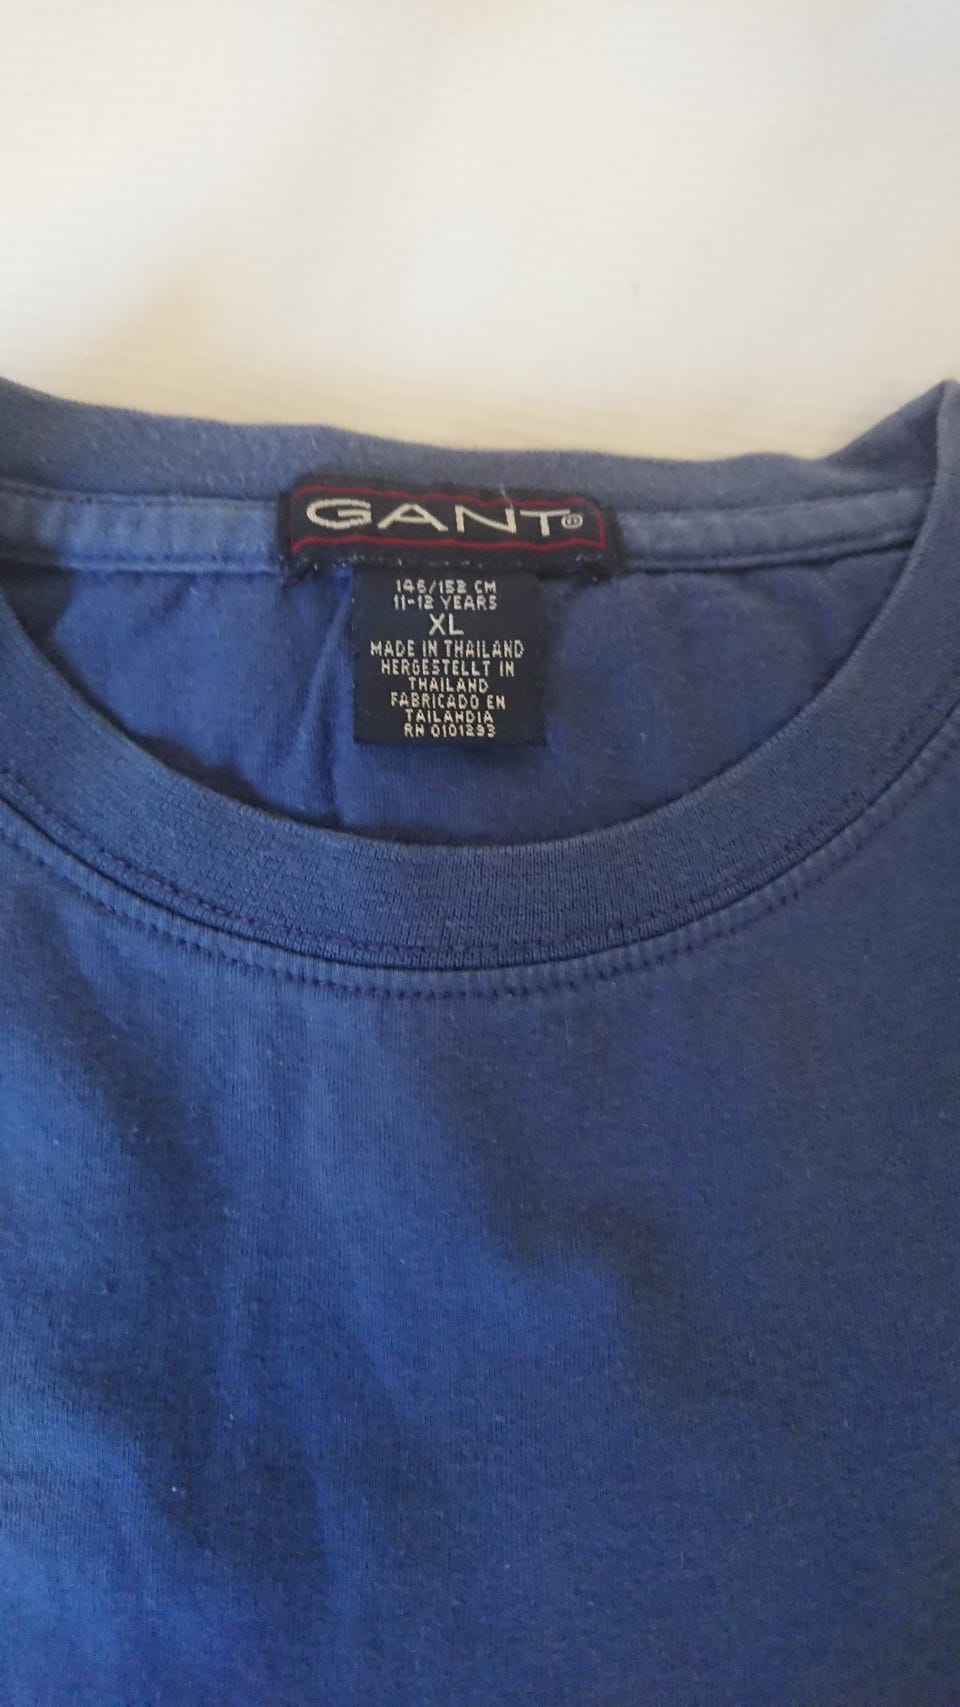 GANT®
146/152 CM
11-12 YEARS
XL
MADE IN THAILAND
HERGESTELLT IN
THAILAND
FABRICADO EN
TAILANDIA
RN 0101293